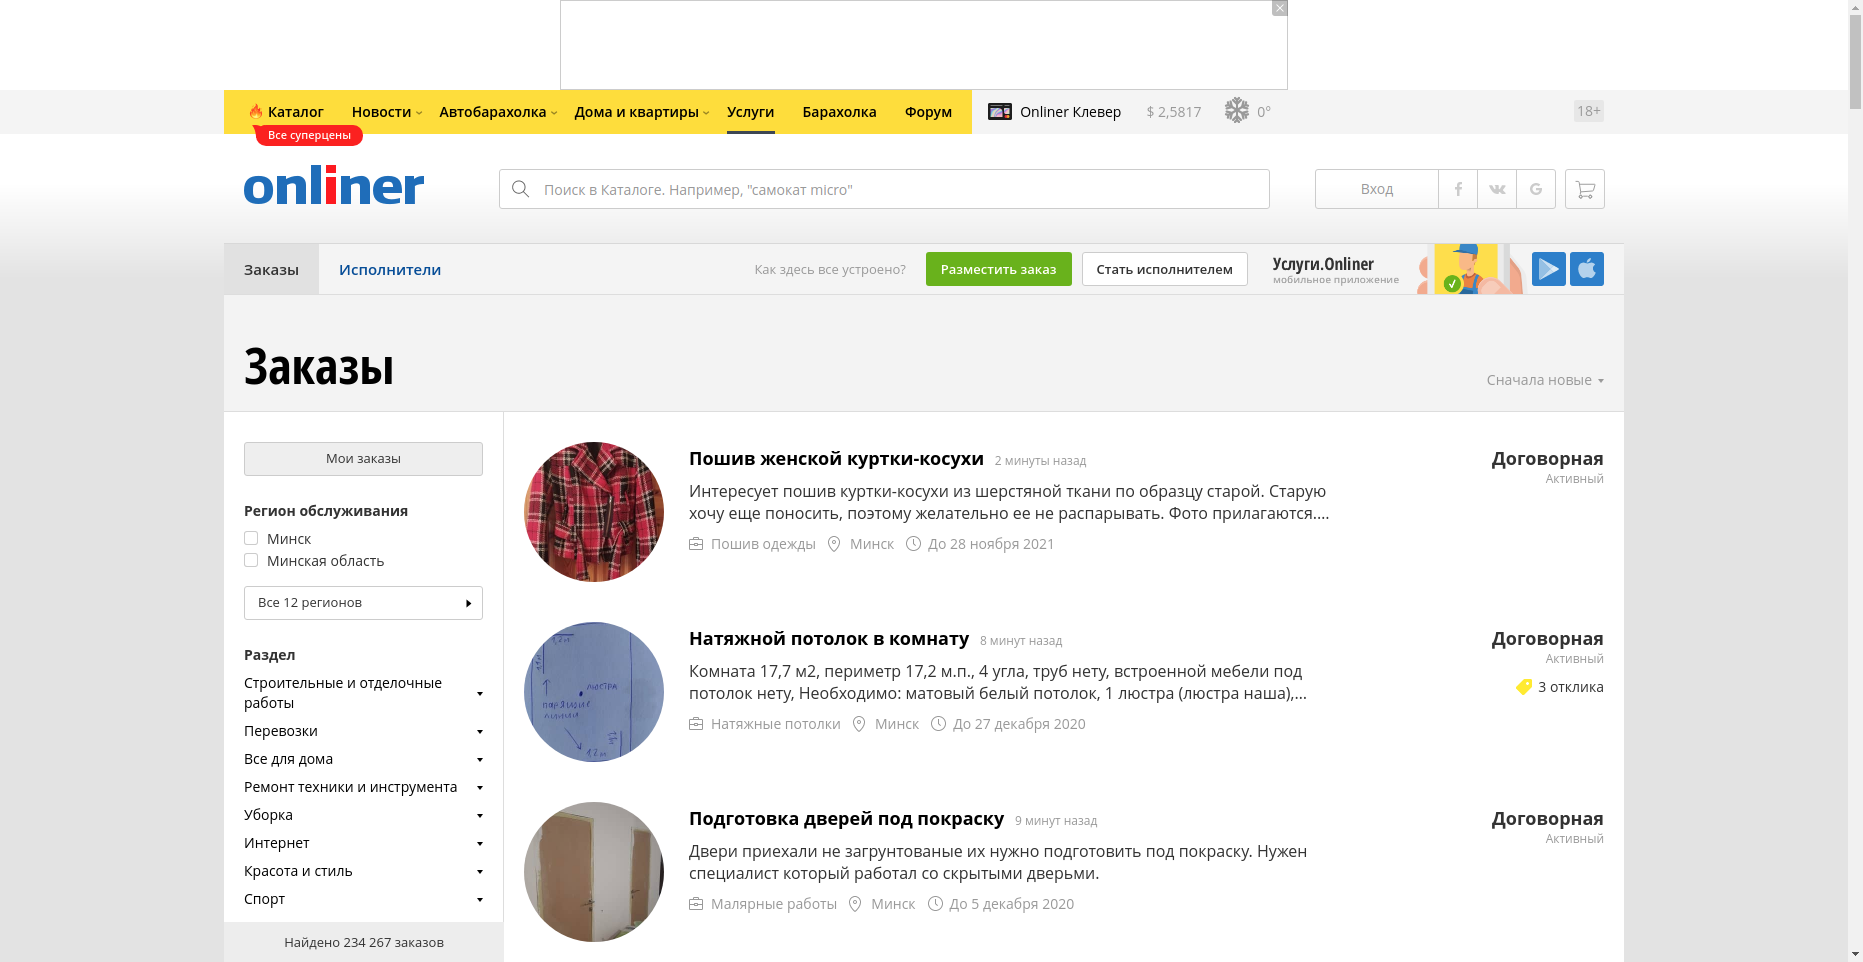 Каталог
Новости
Автобарахолка
Дома и квартиры
Услуги
Барахолка
Форум
Onliner Клевер
$ 2,5817
0°
18+
Все суперцены
onliner
Поиск в Каталоге. Например, "самокат micro"
Вход
Заказы
Исполнители
Как здесь все устроено?
Разместить заказ
Стать исполнителем
Услуги.Onliner
мобильное приложение
Заказы
Сначала новые
Мои заказы
Регион обслуживания
Минск
Минская область
Все 12 регионов
Раздел
Строительные и отделочные
работы
Перевозки
Все для дома
Ремонт техники и инструмента
Уборка
Интернет
Красота и стиль
Спорт
Найдено 234 267 заказов
Пошив женской куртки-косухи 2 минуты назад
Интересует пошив куртки-косухи из шерстяной ткани по образцу старой. Старую
хочу еще поносить, поэтому желательно ее не распарывать. Фото прилагаются....
Пошив одежды Минск До 28 ноября 2021
Договорная
Активный
Натяжной потолок в комнату 8 минут назад
Комната 17,7 м2, периметр 17,2 м.п., 4 угла, труб нету, встроенной мебели под
потолок нету, Необходимо: матовый белый потолок, 1 люстра (люстра наша),...
Натяжные потолки Минск До 27 декабря 2020
Договорная
Активный
3 отклика
люстра
парящие
линии
1,2 м
Подготовка дверей под покраску 9 минут назад
Двери приехали не загрунтованые их нужно подготовить под покраску. Нужен
специалист который работал со скрытыми дверьми.
Малярные работы Минск До 5 декабря 2020
Договорная
Активный